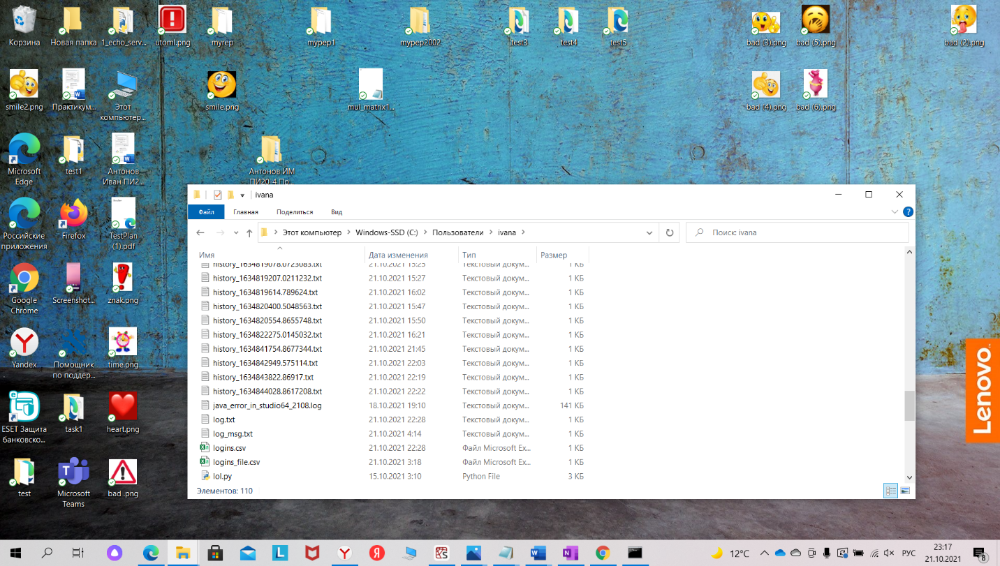 Корзина
Новая папка
1_echo_serv...
utoml.png
myrep
mypep1
mypep2002
test3
test4
test5
bad (3).png
bad (5).png
bad (2).png
smile2.png
Практикум...
Этот
компьютер...
smile.png
mul_matrix1...
bad (4).png
bad (6).png
Microsoft
Edge
test1
Антонов
Иван ПИ2...
Антонов ИМ
ПИ20-4 Пр...
Российские
приложения
Firefox
TestPlan
(1).pdf
Google
Chrome
Screenshot...
znak.png
Yandex
Помощник
по поддер...
time.png
ESET Защита
банковско...
task1
heart.png
test
Microsoft
Teams
bad .png
ivana
Файл
Главная
Поделиться
Вид
Этот компьютер
Windows-SSD (C:)
Пользователи
ivana
Поиск: ivana
Имя Дата изменения Тип Размер
history_1634819078.0723083.txt 21.10.2021 15:25 Текстовый докум... 1 КБ
history_1634819207.0211232.txt 21.10.2021 15:27 Текстовый докум... 1 КБ
history_1634819614.789624.txt 21.10.2021 16:02 Текстовый докум... 1 КБ
history_1634820400.5048563.txt 21.10.2021 15:47 Текстовый докум... 1 КБ
history_1634820554.8655748.txt 21.10.2021 15:50 Текстовый докум... 1 КБ
history_1634822275.0145032.txt 21.10.2021 16:21 Текстовый докум... 1 КБ
history_1634841754.8677344.txt 21.10.2021 21:45 Текстовый докум... 1 КБ
history_1634842949.575114.txt 21.10.2021 22:03 Текстовый докум... 1 КБ
history_1634843822.86917.txt 21.10.2021 22:19 Текстовый докум... 1 КБ
history_1634844028.8617208.txt 21.10.2021 22:22 Текстовый докум... 1 КБ
java_error_in_studio64_2108.log 18.10.2021 19:10 Текстовый докум... 141 КБ
log.txt 21.10.2021 22:28 Текстовый докум... 1 КБ
log_msg.txt 21.10.2021 4:14 Текстовый докум... 1 КБ
logins.csv 21.10.2021 22:28 Файл Microsoft Ex... 1 КБ
logins_file.csv 21.10.2021 3:18 Файл Microsoft Ex... 1 КБ
lol.py 15.10.2021 3:10 Python File 3 КБ
Элементов: 110
Lenovo
12°C
РУС
23:17
21.10.2021
8